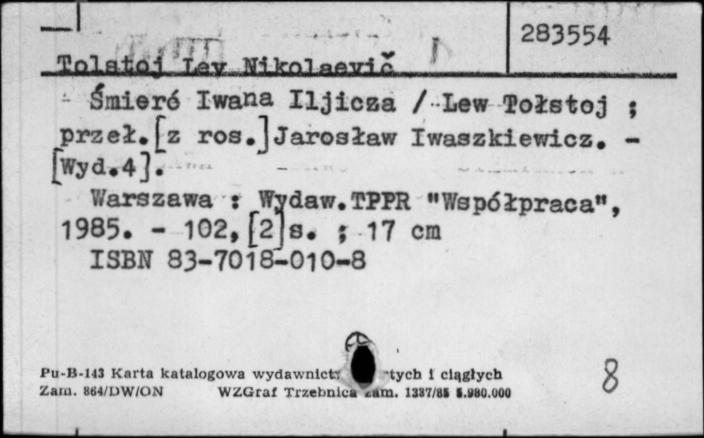 283554
Tolstoj Lev Nikolaevič
Śmierć Iwana Iljicza / Lew Tołstoj ;
przeł.[z ros.]Jarosław Iwaszkiewicz. -
[Wyd.4].
Warszawa : Wydaw.TPPR "Współpraca",
1985. - 102,[2]s. ; 17 cm
ISBN 83-7018-010-8
Pu-B-143 Karta katalogowa wydawnict tych i ciągłych
Zam. 864/DW/ON WZGraf Trzebnica zam. 1337/85 5.980.000
8